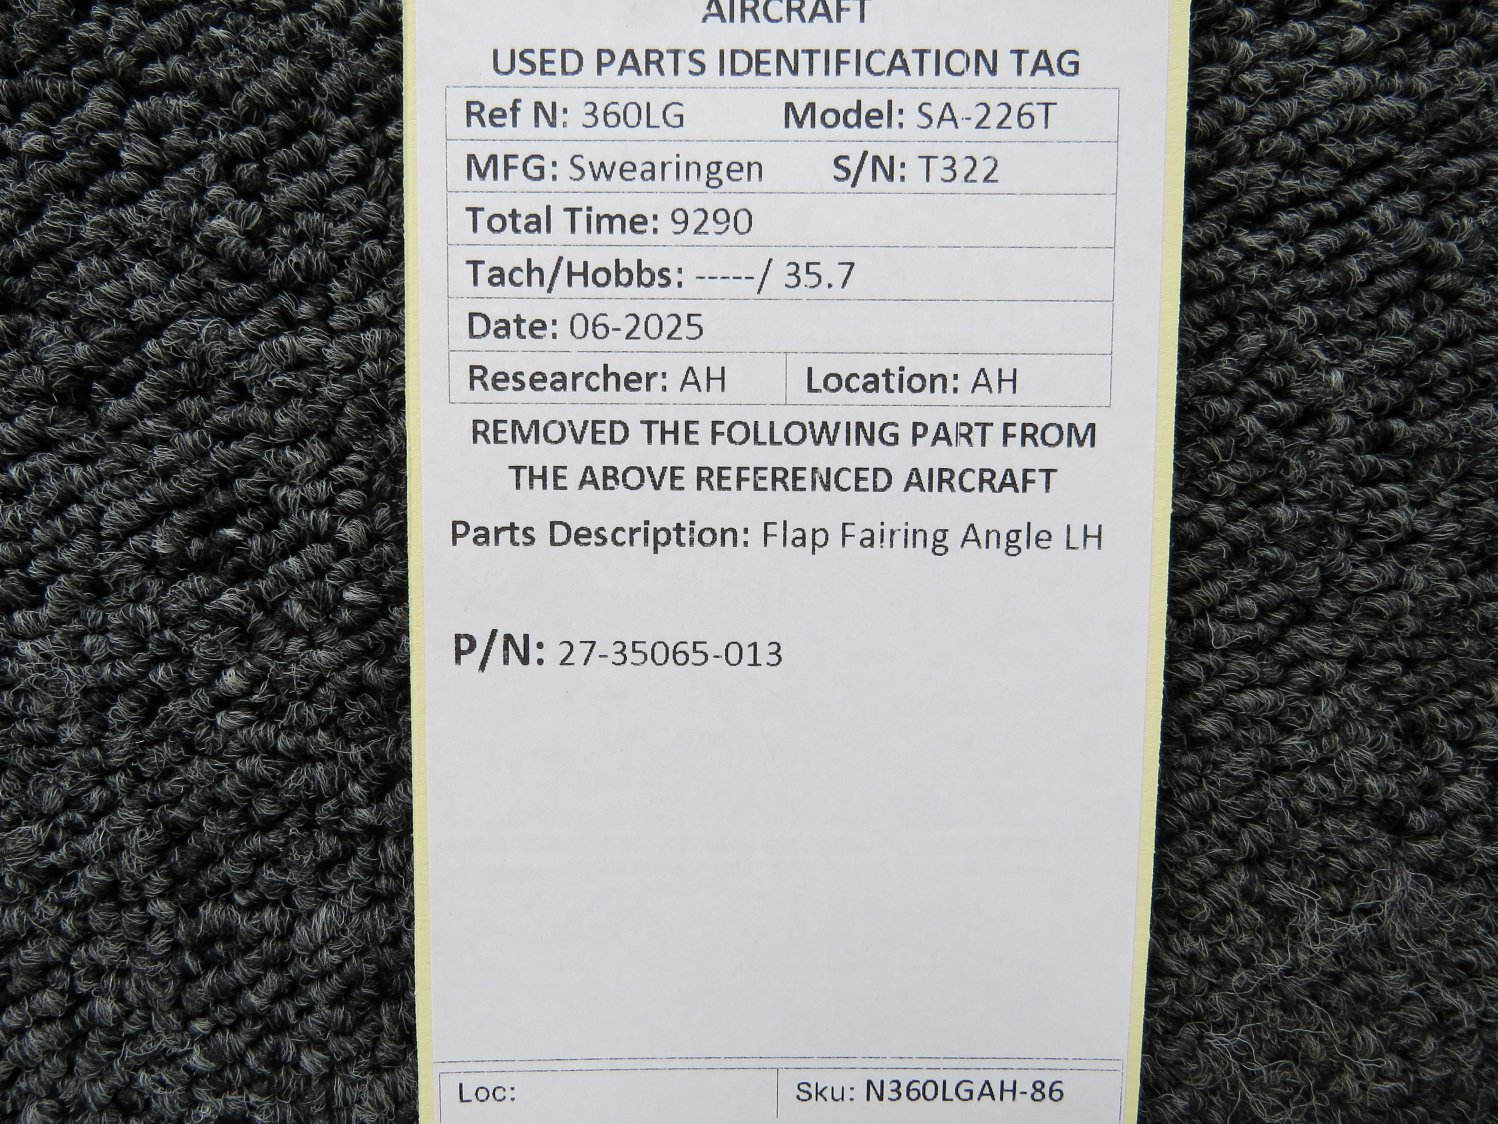 AIRCRAFT
USED PARTS IDENTIFICATION TAG
Ref N: 360LG Model: SA-226T
MFG: Swearingen S/N: T322
Total Time: 9290
Tach/Hobbs: -----/ 35.7
Date: 06-2025
Researcher: AH Location: AH
REMOVED THE FOLLOWING PART FROM
THE ABOVE REFERENCED AIRCRAFT
Parts Description: Flap Fairing Angle LH
P/N: 27-35065-013
Loc: Sku: N360LGAH-86